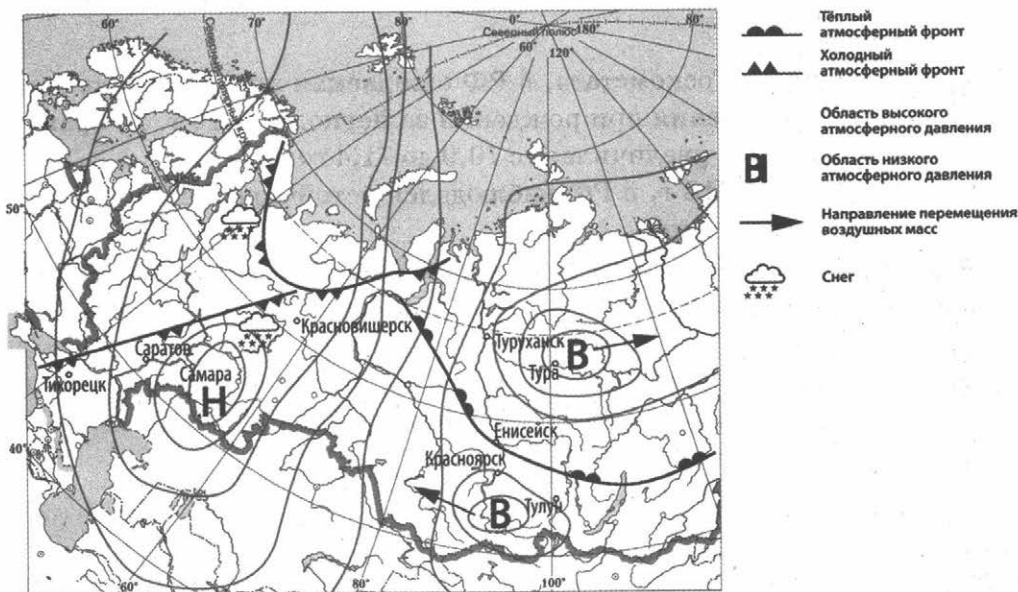 60°
70°
80°
0°
80°
Северный полюс
180°
60°
120°
Тёплый
атмосферный фронт
Холодный
атмосферный фронт
Область высокого
атмосферного давления
В
Область низкого
атмосферного давления
Направление перемещения
воздушных масс
Снег
50°
Красновишерск
Туруханск
В
Тура
Саратов
Самара
Тихорецк
Н
Енисейск
40°
Красноярск
В
Тулун
60°
80°
100°